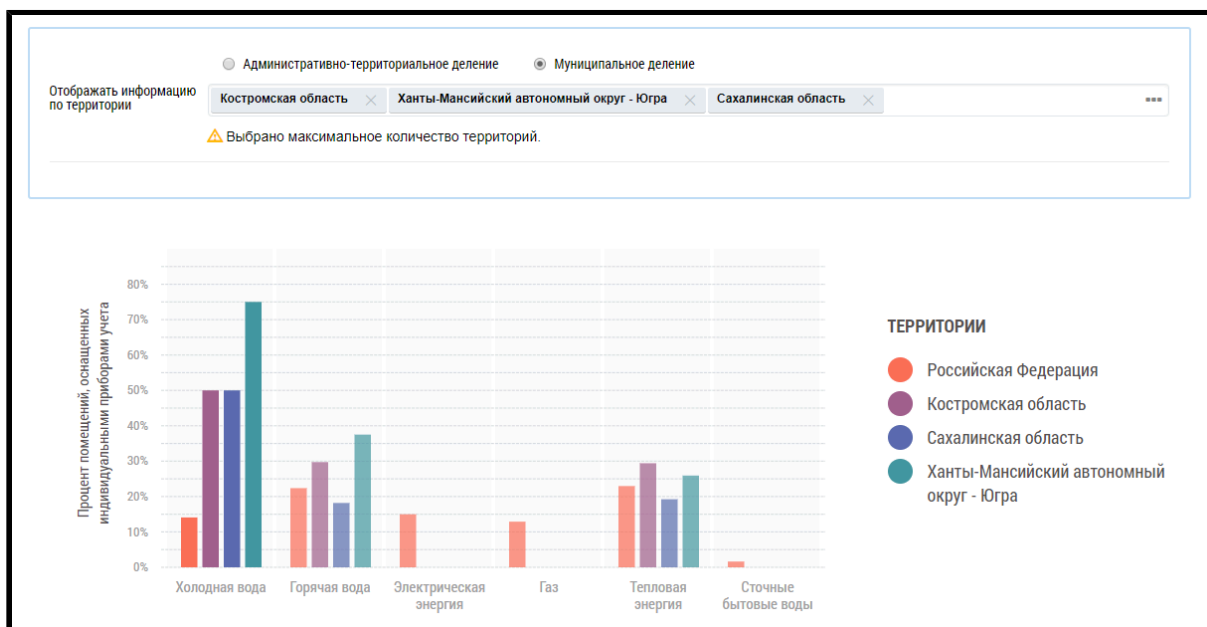 Административно-территориальное деление Муниципальное деление
Отображать информацию
по территории
Костромская область Ханты-Мансийский автономный округ - Югра Сахалинская область
Выбрано максимальное количество территорий.
Процент помещений, оснащенных
индивидуальными приборами учета
80%
70%
60%
50%
40%
30%
20%
10%
0%
Холодная вода
Горячая вода
Электрическая
энергия
Газ
Тепловая
энергия
Сточные
бытовые воды
ТЕРРИТОРИИ
Российская Федерация
Костромская область
Сахалинская область
Ханты-Мансийский автономный
округ - Югра